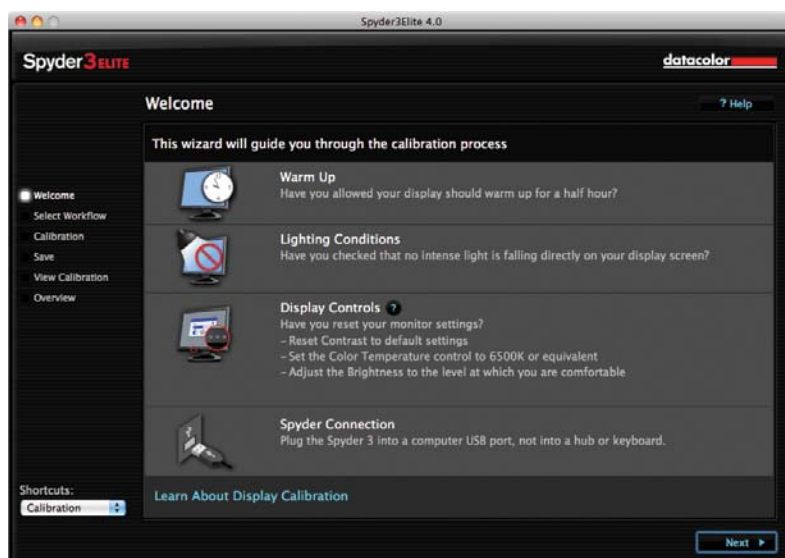 Spyder3Elite 4.0
Spyder3ELITE
datacolor
Welcome
? Help
This wizard will guide you through the calibration process
Welcome
Select Workflow
Calibration
Save
View Calibration
Overview
Warm Up
Have you allowed your display should warm up for a half hour?
Lighting Conditions
Have you checked that no intense light is falling directly on your display screen?
Display Controls ?
Have you reset your monitor settings?
– Reset Contrast to default settings
– Set the Color Temperature control to 6500K or equivalent
– Adjust the Brightness to the level at which you are comfortable
Spyder Connection
Plug the Spyder 3 into a computer USB port, not into a hub or keyboard.
Shortcuts:
Calibration
Learn About Display Calibration
Next